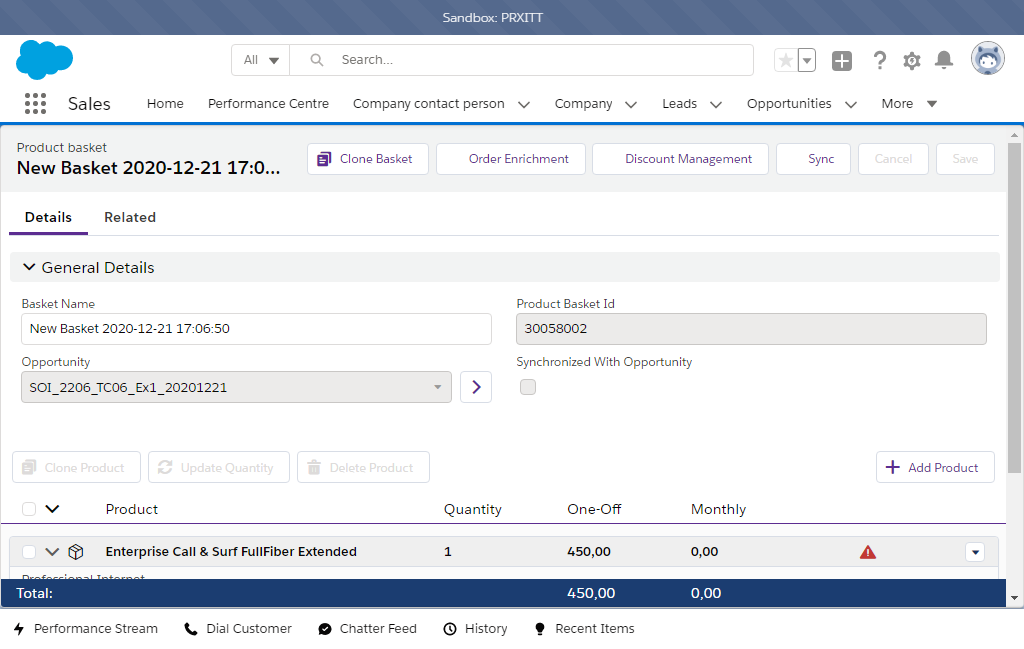 Sandbox: PRXITT
All
Search...
Sales Home Performance Centre Company contact person Company Leads Opportunities More
Product basket
New Basket 2020-12-21 17:0...
Clone Basket Order Enrichment Discount Management Sync Cancel Save
Details Related
General Details
Basket Name Product Basket Id
New Basket 2020-12-21 17:06:50 30058002
Opportunity Synchronized With Opportunity
SOI_2206_TC06_Ex1_20201221
Clone Product Update Quantity Delete Product Add Product
Product Quantity One-Off Monthly
Enterprise Call & Surf FullFiber Extended 1 450,00 0,00
Professional Internet
Total: 450,00 0,00
Performance Stream Dial Customer Chatter Feed History Recent Items